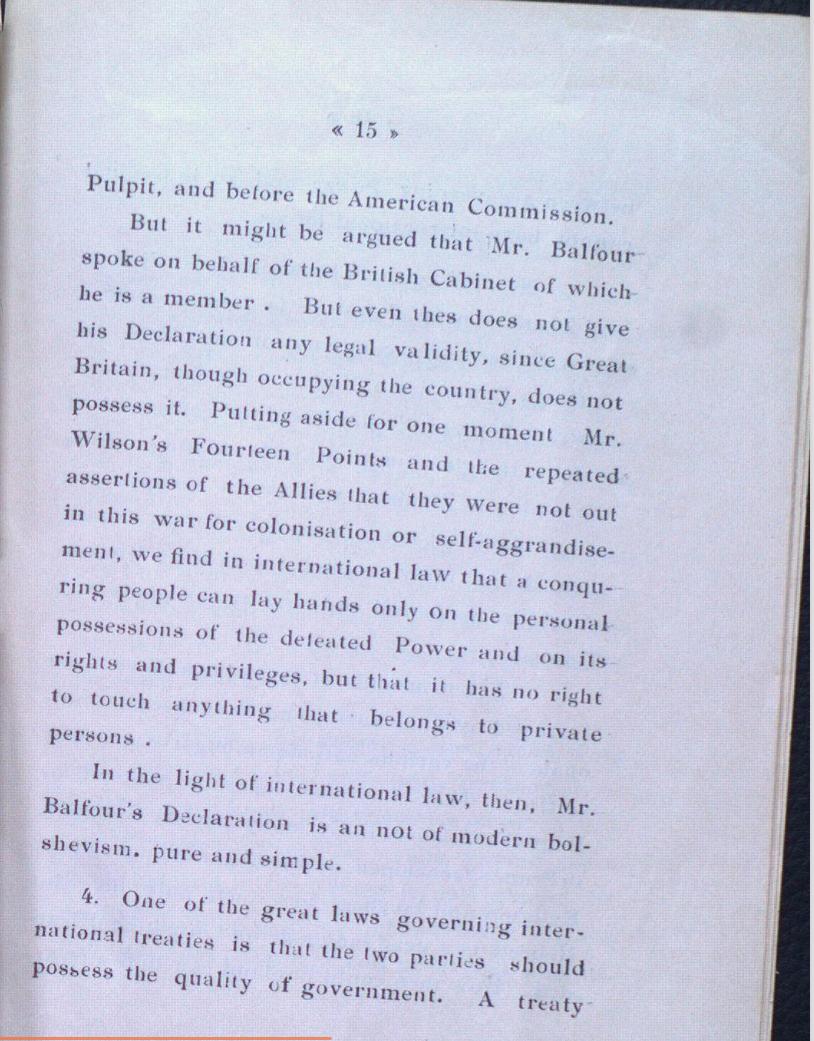 « 15 »
Pulpit, and before the American Commission.
But it might be argued that Mr. Balfour
spoke on behalf of the British Cabinet of which
he is a member . But even thes does not give
his Declaration any legal validity, since Great
Britain, though occupying the country, does not
possess it. Putting aside for one moment Mr.
Wilson's Fourteen Points and the repeated
assertions of the Allies that they were not out
in this war for colonisation or self-aggrandise-
ment, we find in international law that a conqu-
ring people can lay hands only on the personal
possessions of the defeated Power and on its
rights and privileges, but that it has no right
to touch anything that belongs to private
persons .
In the light of international law, then, Mr.
Balfour's Declaration is an not of modern bol-
shevism. pure and simple.
4. One of the great laws governing inter-
national treaties is that the two parties should
possess the quality of government. A treaty